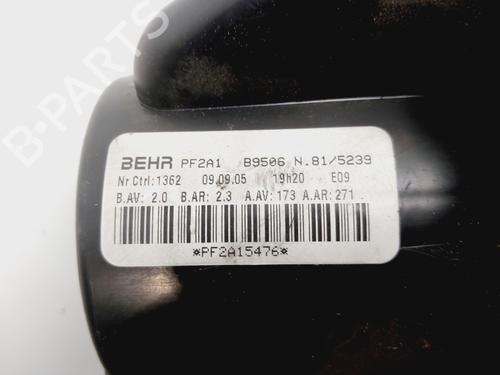 B-PARTS
BEHR PF2A1 B9506 N.81/5239
Nr Ctrl:1362 09.09.05 19h20 E09
B.AV: 2.0 B.AR: 2.3 A.AV: 173 A.AR: 271
*PF2A15476*